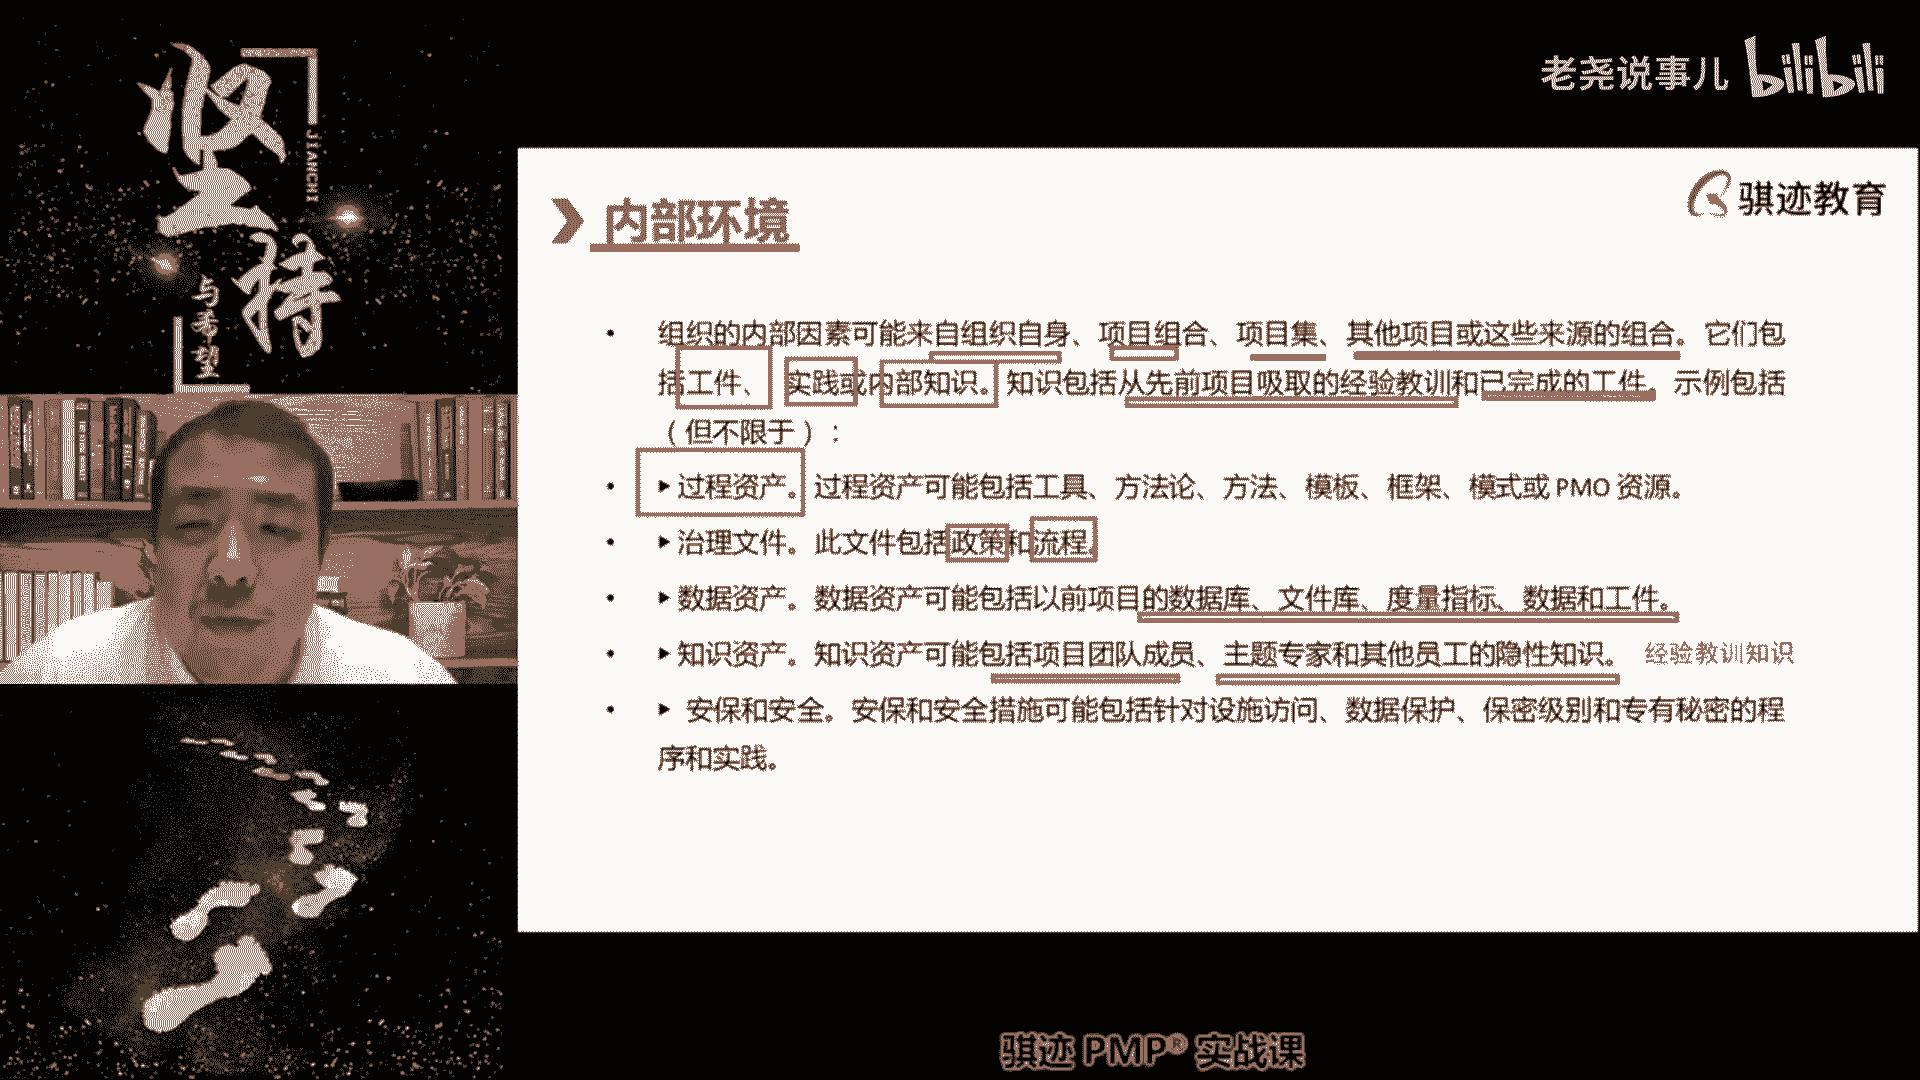 坚持
JIANCHI
与希望
老尧说事儿 bilibili
骐迹教育
内部环境
• 组织的内部因素可能来自组织自身、项目组合、项目集、其他项目或这些来源的组合。它们包
括工件、实践或内部知识。知识包括从先前项目吸取的经验教训和已完成的工件。示例包括
（但不限于）：
• ▶过程资产。过程资产可能包括工具、方法论、方法、模板、框架、模式或 PMO 资源。
• ▶治理文件。此文件包括政策和流程。
• ▶数据资产。数据资产可能包括以前项目的数据库、文件库、度量指标、数据和工件。
• ▶知识资产。知识资产可能包括项目团队成员、主题专家和其他员工的隐性知识。 经验教训知识
• ▶ 安保和安全。安保和安全措施可能包括针对设施访问、数据保护、保密级别和专有秘密的程
序和实践。
骐迹 PMP® 实战课